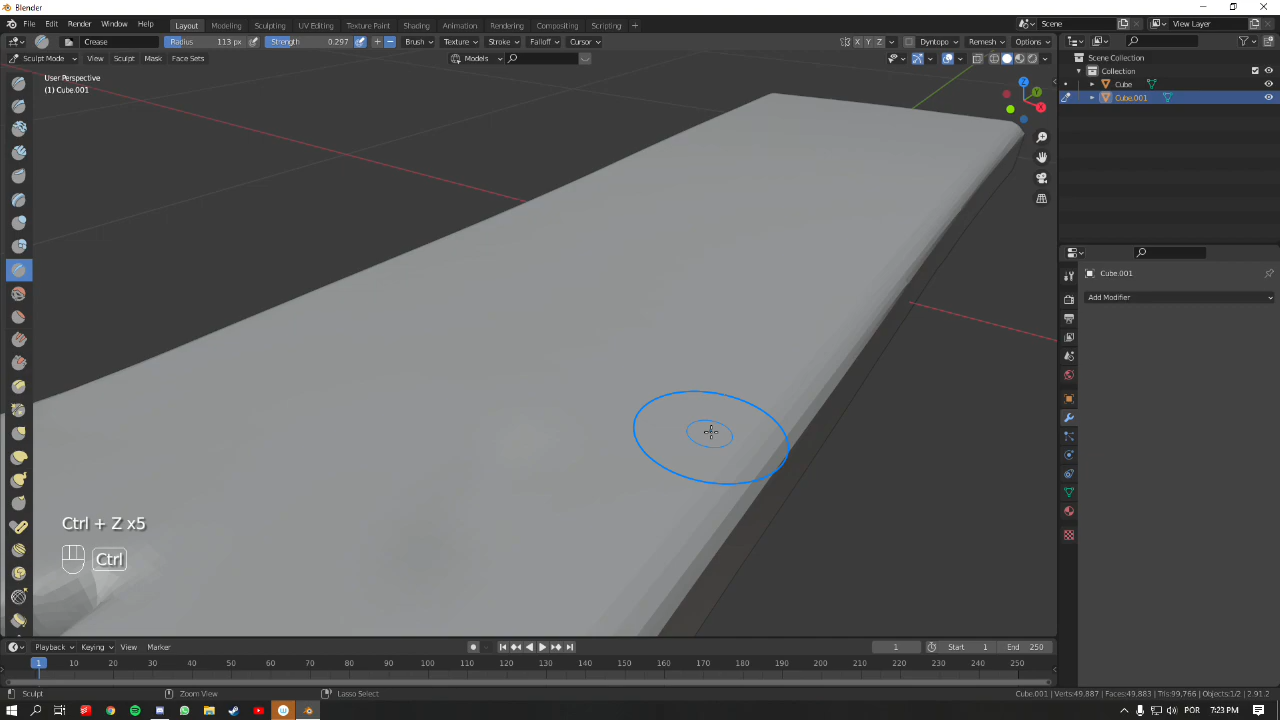 Blender
File Edit Render Window Help Layout Modeling Sculpting UV Editing Texture Paint Shading Animation Rendering Compositing Scripting + Scene View Layer
Crease Radius 113 px Strength 0.297 + − Brush Texture Stroke Falloff Cursor X Y Z Dyntopo Remesh Options
Sculpt Mode View Sculpt Mask Face Sets Models
Scene Collection
Collection
Cube
Cube.001
User Perspective
(1) Cube.001
Z
Y
X
Cube.001
Add Modifier
Ctrl + Z x5
Ctrl
Playback Keying View Marker 1 Start 1 End 250
1 10 20 30 40 50 60 70 80 90 100 110 120 130 140 150 160 170 180 190 200 210 220 230 240 250
Sculpt Zoom View Lasso Select Cube.001 | Verts:49,887 | Faces:49,883 | Tris:99,766 | Objects:1/2 | 2.91.2
POR 7:23 PM